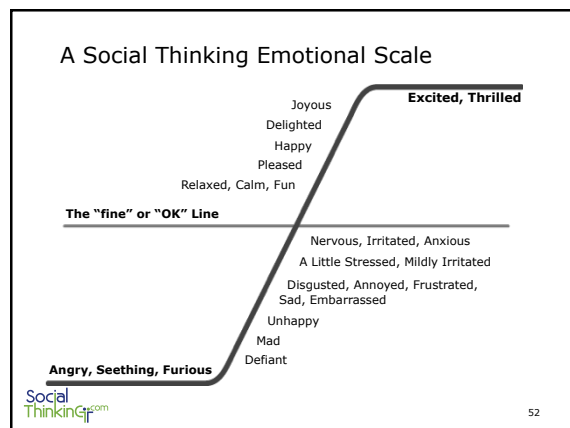 A Social Thinking Emotional Scale
Excited, Thrilled
Joyous
Delighted
Happy
Pleased
Relaxed, Calm, Fun
The “fine” or “OK” Line
Nervous, Irritated, Anxious
A Little Stressed, Mildly Irritated
Disgusted, Annoyed, Frustrated,
Sad, Embarrassed
Unhappy
Mad
Defiant
Angry, Seething, Furious
Social
Thinking.com
52